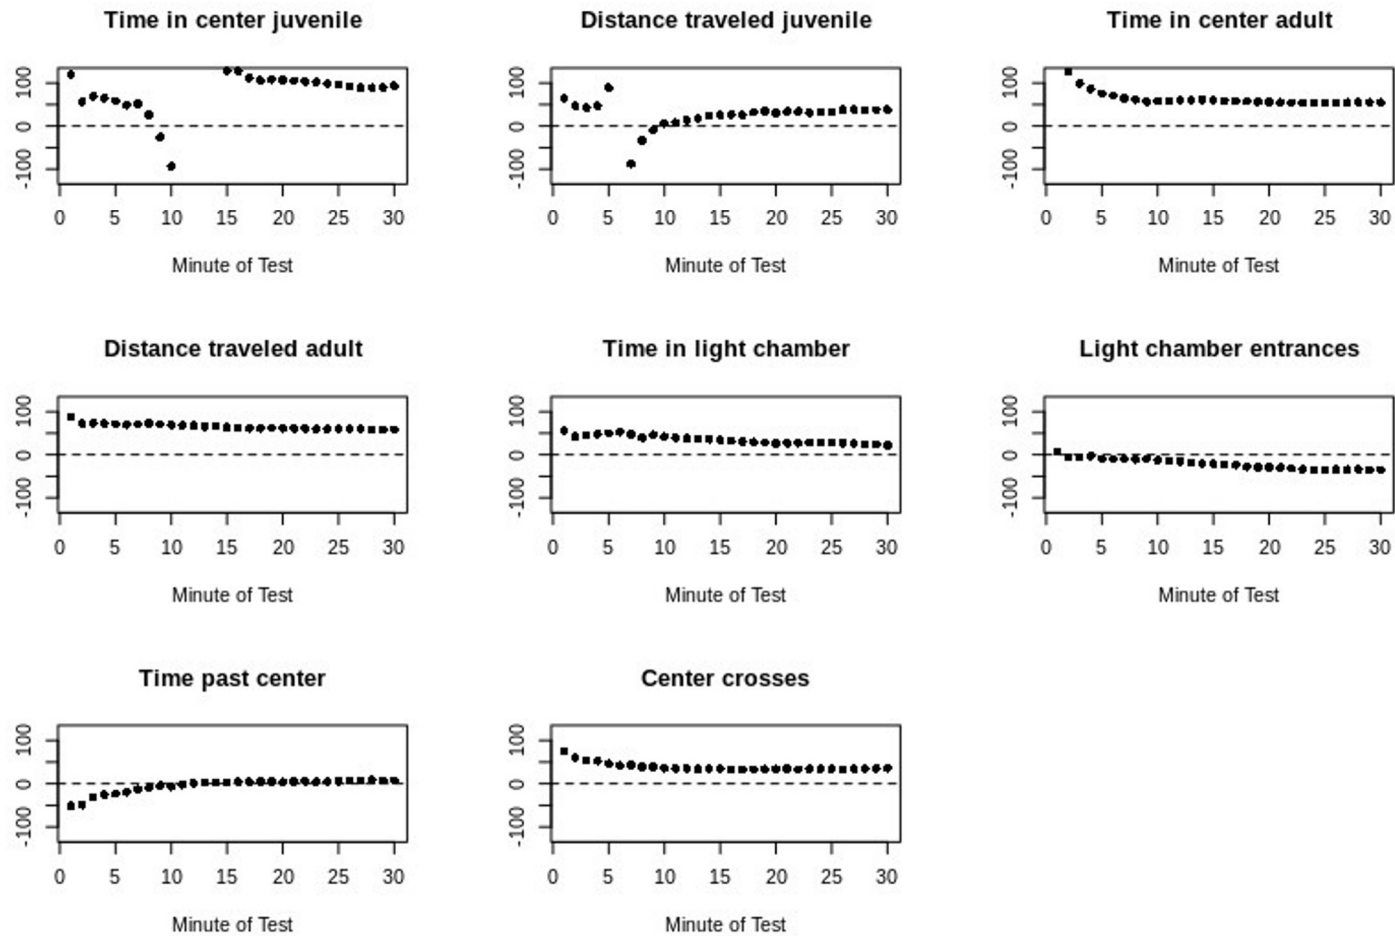 Time in center juvenile
Distance traveled juvenile
Time in center adult
-100 0 100
-100 0 100
-100 0 100
0 5 10 15 20 25 30
0 5 10 15 20 25 30
0 5 10 15 20 25 30
Minute of Test
Minute of Test
Minute of Test
Distance traveled adult
Time in light chamber
Light chamber entrances
-100 0 100
-100 0 100
-100 0 100
0 5 10 15 20 25 30
0 5 10 15 20 25 30
0 5 10 15 20 25 30
Minute of Test
Minute of Test
Minute of Test
Time past center
Center crosses
-100 0 100
-100 0 100
0 5 10 15 20 25 30
0 5 10 15 20 25 30
Minute of Test
Minute of Test